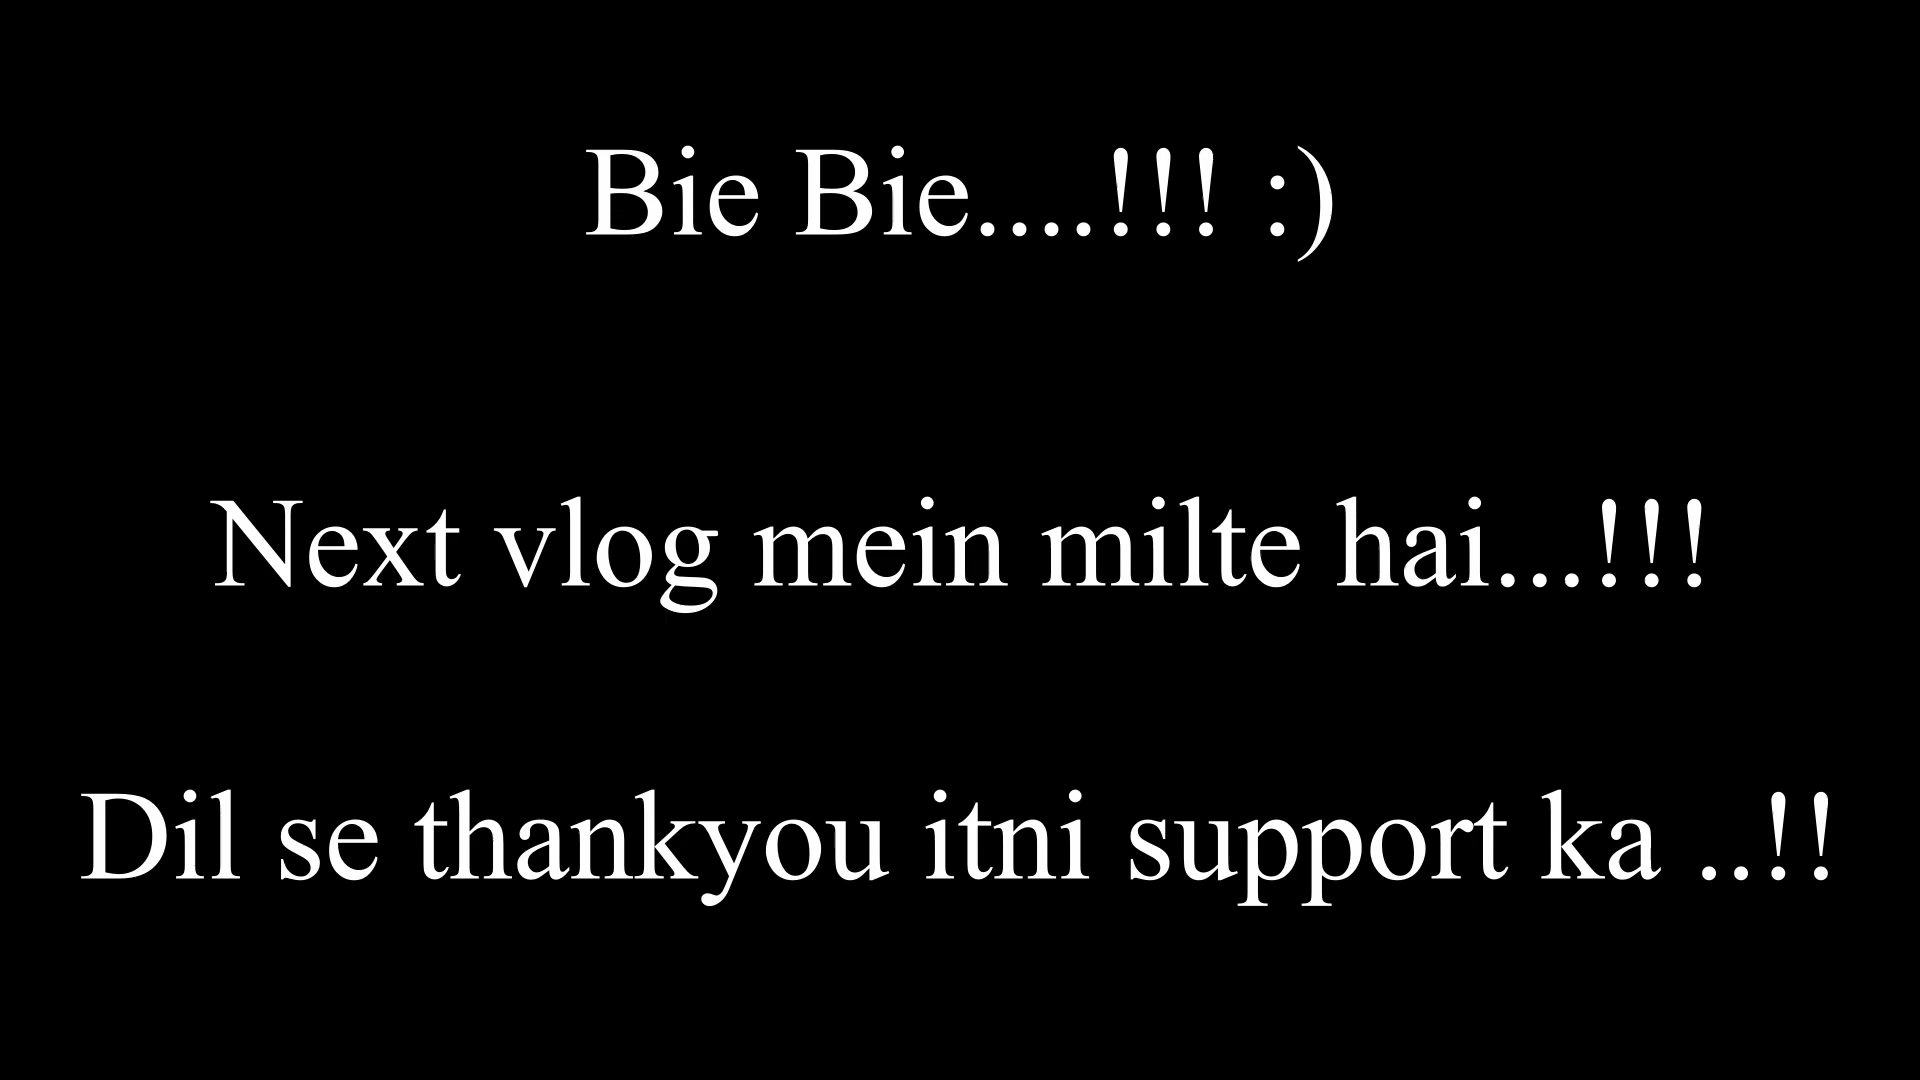 Bie Bie....!!! :)
Next vlog mein milte hai...!!!
Dil se thankyou itni support ka ..!!